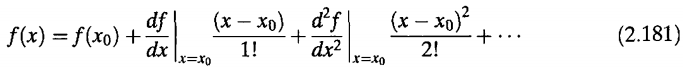 f(x) = f(x₀) + df/dx|ₓ₌ₓ₀ (x − x₀)/1! + d²f/dx²|ₓ₌ₓ₀ (x − x₀)²/2! + ··· (2.181)